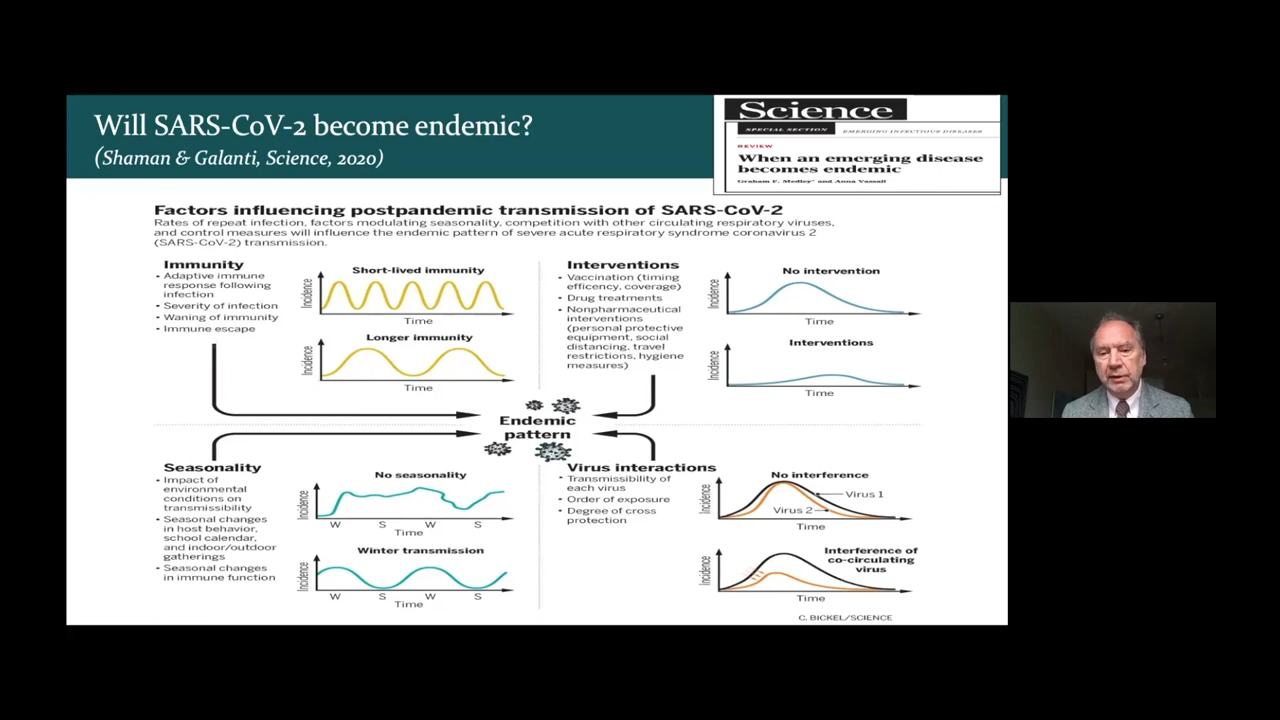 Will SARS-CoV-2 become endemic?
(Shaman & Galanti, Science, 2020)
Science
SPECIAL SECTION EMERGING INFECTIOUS DISEASES
REVIEW
When an emerging disease
becomes endemic
Graham F. Medley* and Anna Vassall
Factors influencing postpandemic transmission of SARS-CoV-2
Rates of repeat infection, factors modulating seasonality, competition with other circulating respiratory viruses,
and control measures will influence the endemic pattern of severe acute respiratory syndrome coronavirus 2
(SARS-CoV-2) transmission.
Immunity
• Adaptive immune
response following
infection
• Severity of infection
• Waning of immunity
• Immune escape
Short-lived immunity
Incidence
Time
Longer immunity
Incidence
Time
Interventions
• Vaccination (timing
efficency, coverage)
• Drug treatments
• Nonpharmaceutical
interventions
(personal protective
equipment, social
distancing, travel
restrictions, hygiene
measures)
No intervention
Incidence
Time
Interventions
Incidence
Time
Endemic
pattern
Seasonality
• Impact of
environmental
conditions on
transmissibility
• Seasonal changes
in host behavior,
school calendar,
and indoor/outdoor
gatherings
• Seasonal changes
in immune function
No seasonality
Incidence
W S W S
Time
Winter transmission
Incidence
W S W S
Time
Virus interactions
• Transmissibility of
each virus
• Order of exposure
• Degree of cross
protection
No interference
Incidence
Virus 1
Virus 2
Time
Interference of
co-circulating
virus
Incidence
Time
C. BICKEL/SCIENCE